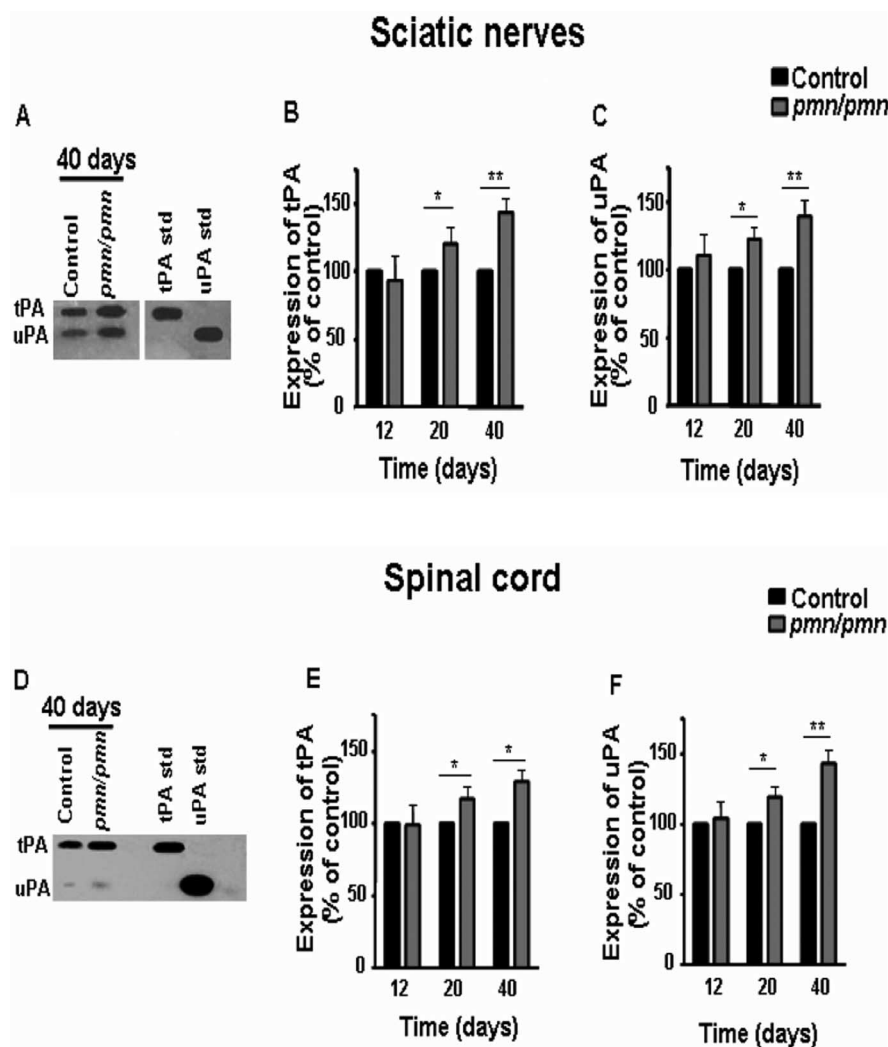 Sciatic nerves
Control
pmn/pmn
A
40 days
Control
pmn/pmn
tPA std
uPA std
tPA
uPA
B
Expression of tPA
(% of control)
150
100
50
0
*
**
12 20 40
Time (days)
C
Expression of uPA
(% of control)
150
100
50
0
*
**
12 20 40
Time (days)
Spinal cord
Control
pmn/pmn
D
40 days
Control
pmn/pmn
tPA std
uPA std
tPA
uPA
E
Expression of tPA
(% of control)
150
100
50
0
*
*
12 20 40
Time (days)
F
Expression of uPA
(% of control)
150
100
50
0
*
**
12 20 40
Time (days)